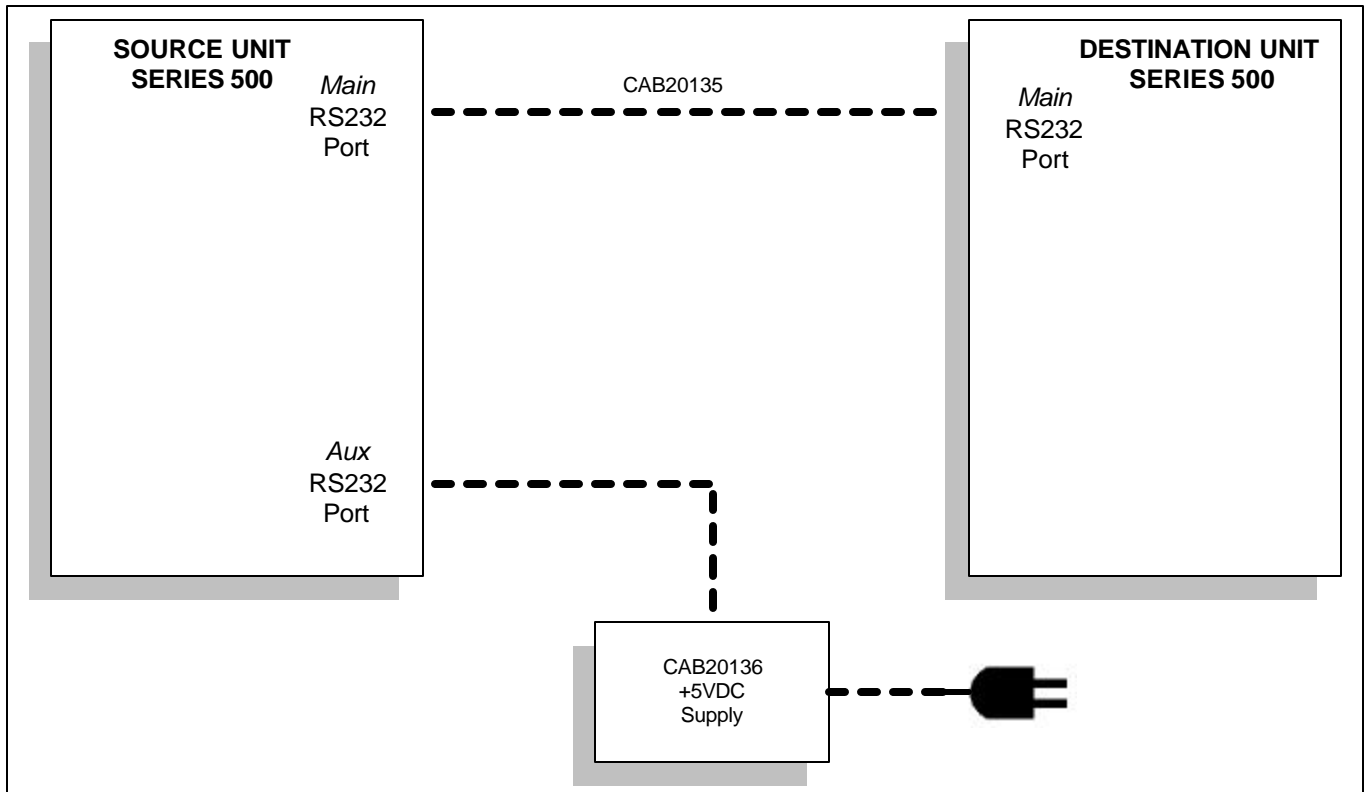 SOURCE UNIT
SERIES 500
Main
RS232
Port
CAB20135
DESTINATION UNIT
SERIES 500
Main
RS232
Port
Aux
RS232
Port
CAB20136
+5VDC
Supply